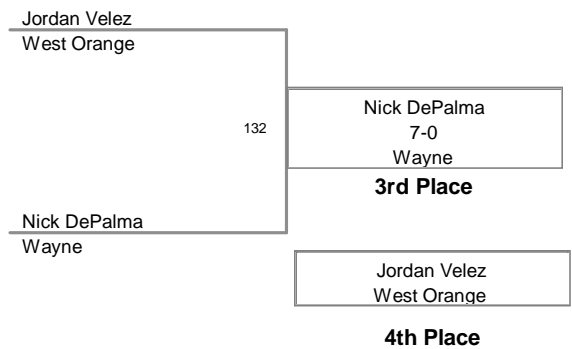 Jordan Velez
West Orange
132
Nick DePalma
7-0
Wayne
3rd Place
Nick DePalma
Wayne
Jordan Velez
West Orange
4th Place